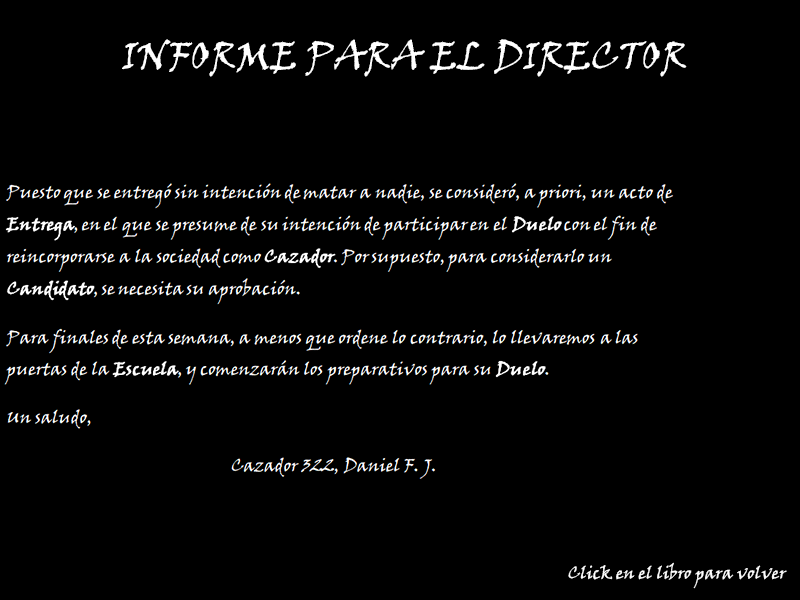 INFORME PARA EL DIRECTOR
Puesto que se entregó sin intención de matar a nadie, se consideró, a priori, un acto de
Entrega, en el que se presume de su intención de participar en el Duelo con el fin de
reincorporarse a la sociedad como Cazador. Por supuesto, para considerarlo un
Candidato, se necesita su aprobación.
Para finales de esta semana, a menos que ordene lo contrario, lo llevaremos a las
puertas de la Escuela, y comenzarán los preparativos para su Duelo.
Un saludo,
Cazador 322, Daniel F. J.
Click en el libro para volver